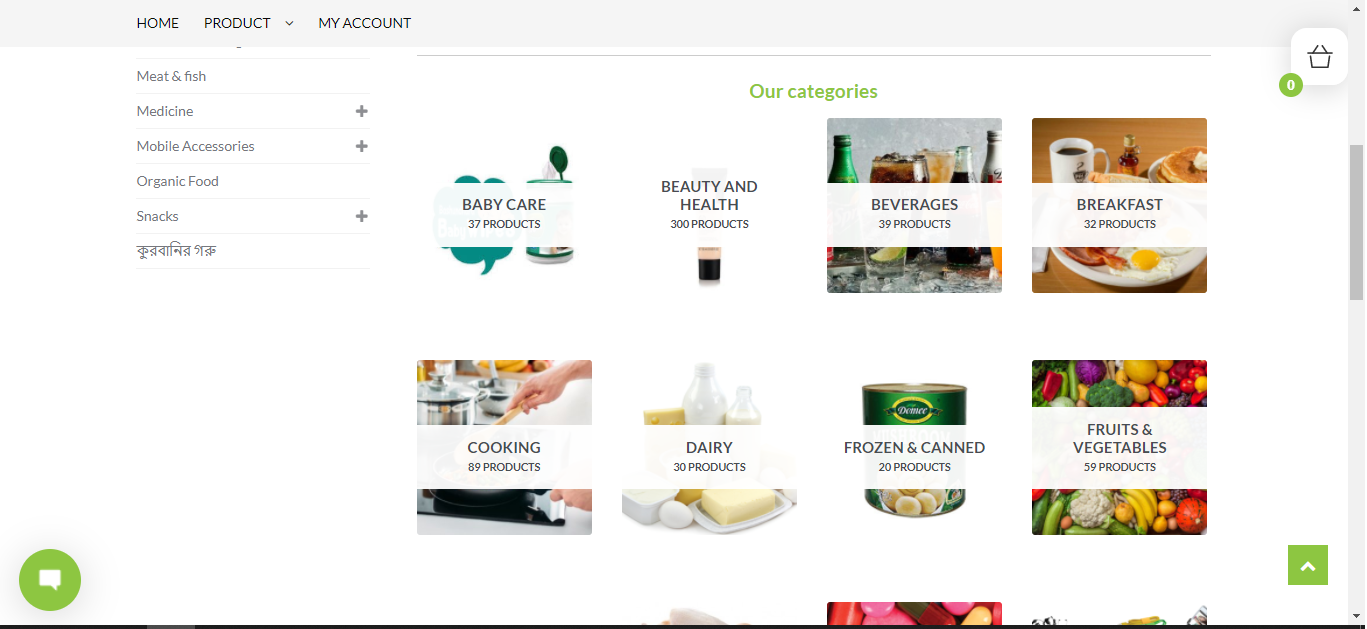 HOME PRODUCT MY ACCOUNT
0
Meat & fish
Medicine
Mobile Accessories
Organic Food
Snacks
কুরবানির গরু
Our categories
BABY CARE
37 PRODUCTS
BEAUTY AND
HEALTH
300 PRODUCTS
BEVERAGES
39 PRODUCTS
BREAKFAST
32 PRODUCTS
COOKING
89 PRODUCTS
DAIRY
30 PRODUCTS
Domee
FROZEN & CANNED
20 PRODUCTS
FRUITS &
VEGETABLES
59 PRODUCTS